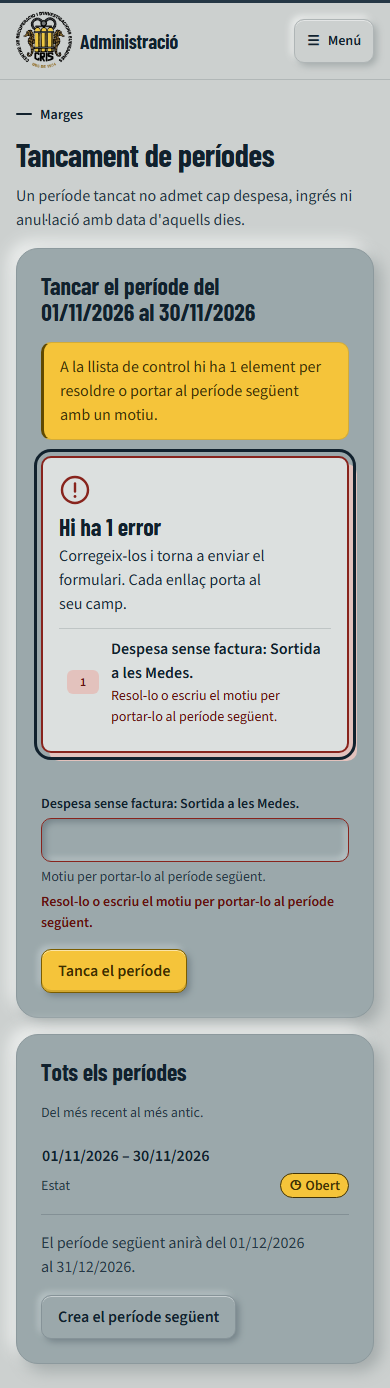 CRIS
Administració
☰ Menú
— Marges
Tancament de períodes
Un període tancat no admet cap despesa, ingrés ni
anul·lació amb data d'aquells dies.
Tancar el període del
01/11/2026 al 30/11/2026
A la llista de control hi ha 1 element per
resoldre o portar al període següent
amb un motiu.
Hi ha 1 error
Corregeix-los i torna a enviar el
formulari. Cada enllaç porta al
seu camp.
1
Despesa sense factura: Sortida
a les Medes.
Resol-lo o escriu el motiu per
portar-lo al període següent.
Despesa sense factura: Sortida a les Medes.
Motiu per portar-lo al període següent.
Resol-lo o escriu el motiu per portar-lo al període
següent.
Tanca el període
Tots els períodes
Del més recent al més antic.
01/11/2026 – 30/11/2026
Estat
Obert
El període següent anirà del 01/12/2026
al 31/12/2026.
Crea el període següent